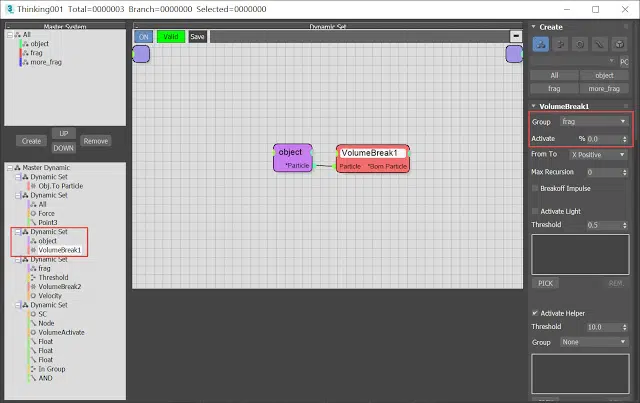 Thinking001 Total=0000003 Branch=0000000 Selected=0000000
Master System
All
object
frag
more_frag
Create
UP
DOWN
Remove
Master Dynamic
Dynamic Set
Obj.To Particle
Dynamic Set
All
Force
Point3
Dynamic Set
object
VolumeBreak1
Dynamic Set
frag
Threshold
VolumeBreak2
Velocity
Dynamic Set
SC
Node
VolumeActivate
Float
Float
Float
In Group
AND
Dynamic Set
ON
Valid
Save
object
*Particle
VolumeBreak1
Particle *Born Particle
Create
PC
All
object
frag
more_frag
VolumeBreak1
Group frag
Activate % 0.0
From To X Positive
Max Recursion 0
Breakoff Impulse
Activate Light
Threshold 0.5
PICK
REM.
Activate Helper
Threshold 10.0
Group None